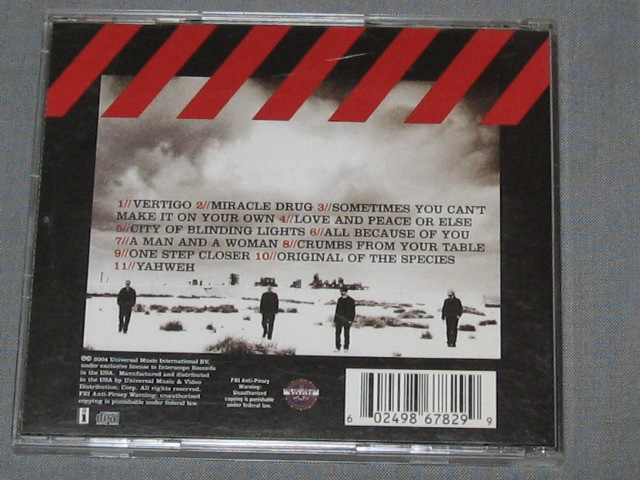 1// VERTIGO 2// MIRACLE DRUG 3//SOMETIMES YOU CAN'T
MAKE IT ON YOUR OWN 4//LOVE AND PEACE OR ELSE
5//CITY OF BLINDING LIGHTS 6//ALL BECAUSE OF YOU
7//A MAN AND A WOMAN 8//CRUMBS FROM YOUR TABLE
9//ONE STEP CLOSER 10//ORIGINAL OF THE SPECIES
11//YAHWEH
℗© 2004 Universal Music International BV,
under exclusive license to Interscope Records
in the USA. Manufactured and distributed
in the USA by Universal Music & Video
Distribution, Corp. All rights reserved.
FBI Anti-Piracy Warning: unauthorized
copying is punishable under federal law.
FBI Anti-Piracy
Warning:
Unauthorized
copying is punishable
under federal law.
6 02498 67829 9